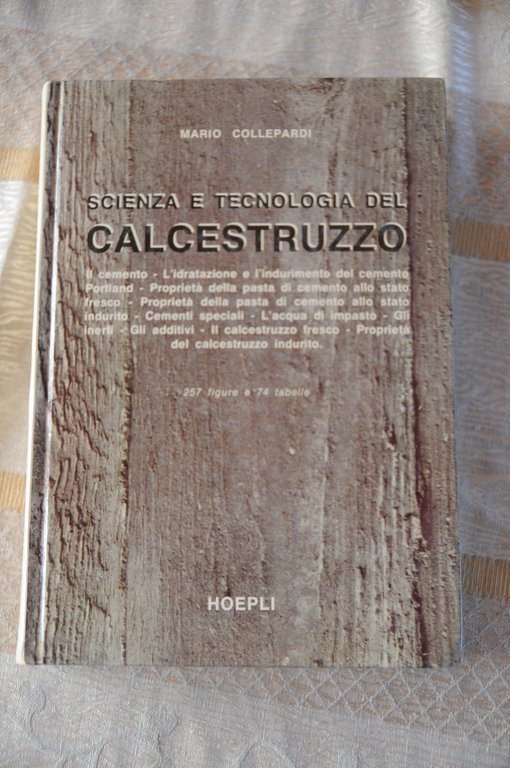 MARIO COLLEPARDI
SCIENZA E TECNOLOGIA DEL
CALCESTRUZZO
Il cemento - L'idratazione e l'indurimento del cemento
Portland - Proprietà della pasta di cemento allo stato
fresco - Proprietà della pasta di cemento allo stato
indurito - Cementi speciali - L'acqua di impasto - Gli
inerti - Gli additivi - Il calcestruzzo fresco - Proprietà
del calcestruzzo indurito.
257 figure e 74 tabelle
HOEPLI